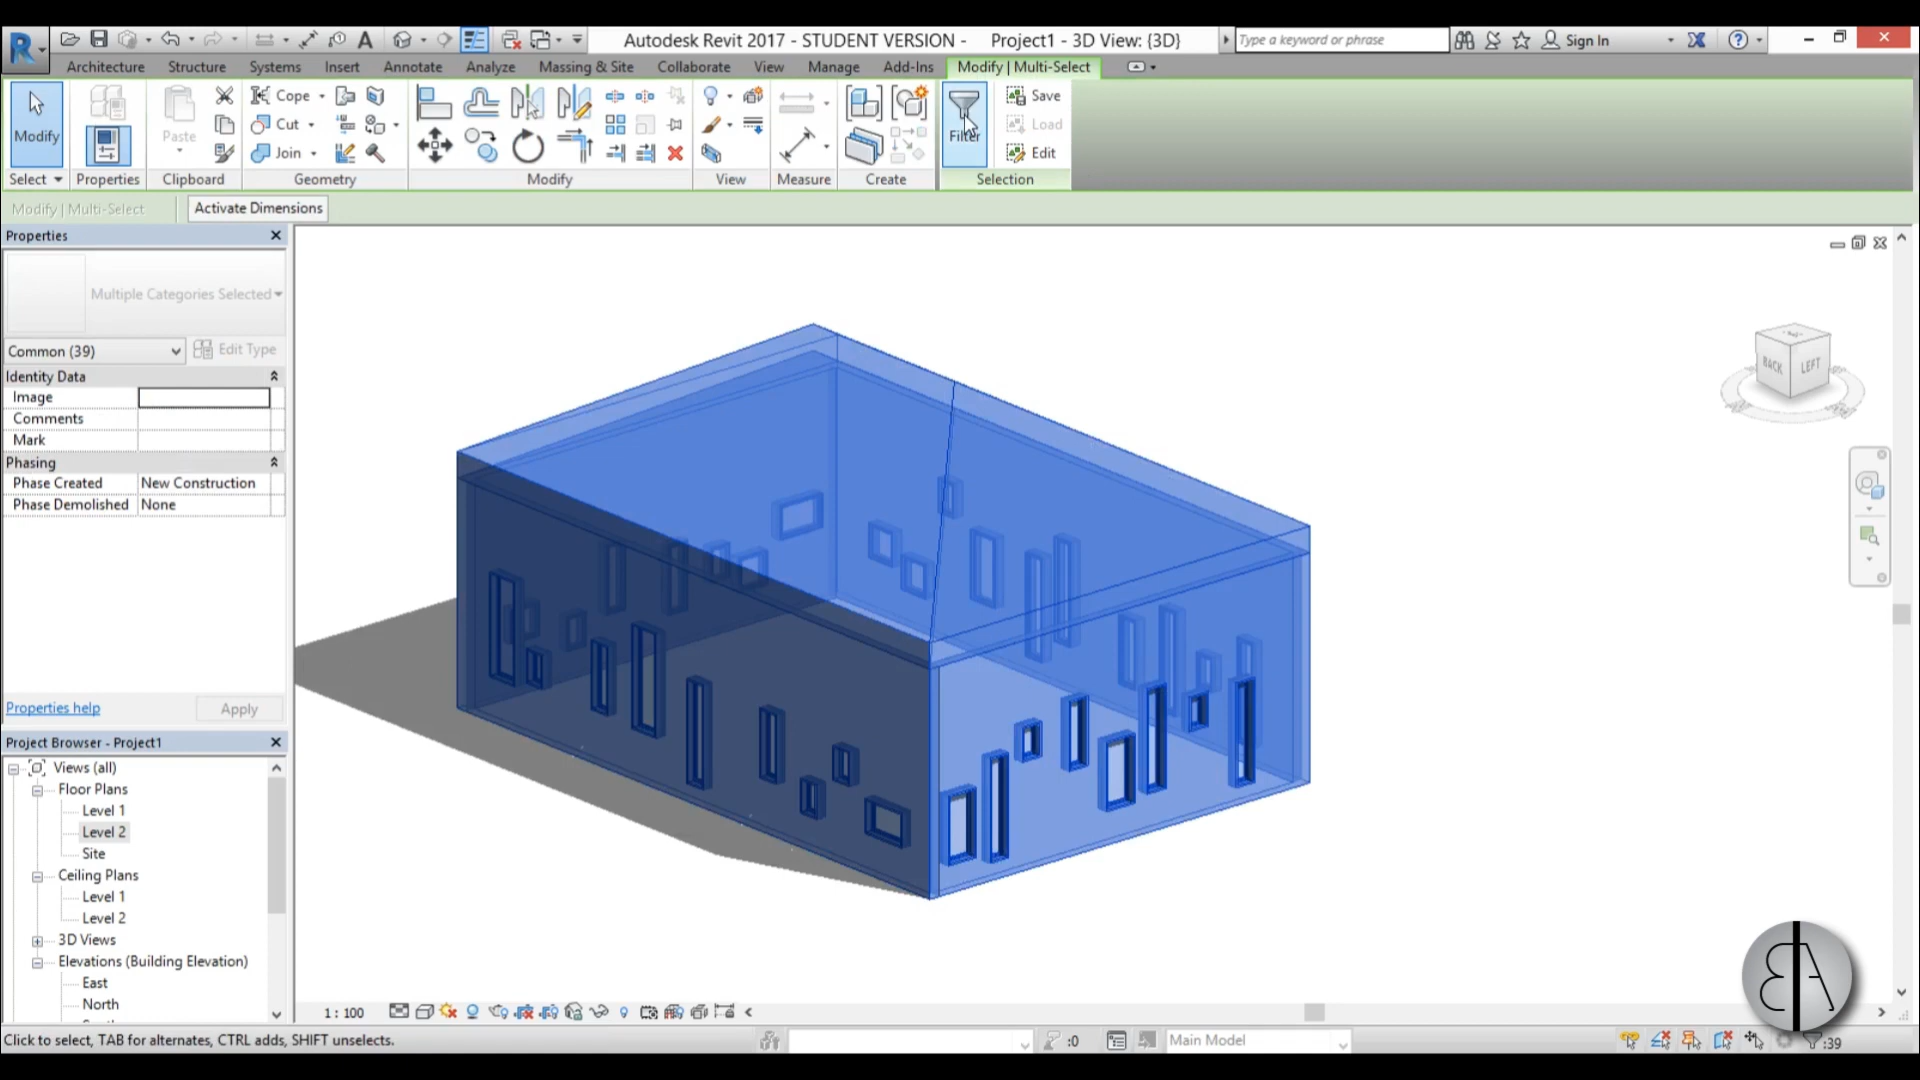 Autodesk Revit 2017 - STUDENT VERSION - Project1 - 3D View: {3D}
Type a keyword or phrase
Sign In
Architecture Structure Systems Insert Annotate Analyze Massing & Site Collaborate View Manage Add-Ins Modify | Multi-Select
Modify
Paste
Cope
Cut
Join
Filter
Save
Load
Edit
Select Properties Clipboard Geometry Modify View Measure Create Selection
Modify | Multi-Select
Activate Dimensions
Properties
Multiple Categories Selected
Common (39)
Edit Type
Identity Data
Image
Comments
Mark
Phasing
Phase Created New Construction
Phase Demolished None
BACK LEFT
Properties help
Apply
Project Browser - Project1
Views (all)
Floor Plans
Level 1
Level 2
Site
Ceiling Plans
Level 1
Level 2
3D Views
Elevations (Building Elevation)
East
North
1 : 100
Click to select, TAB for alternates, CTRL adds, SHIFT unselects.
:0
Main Model
:39